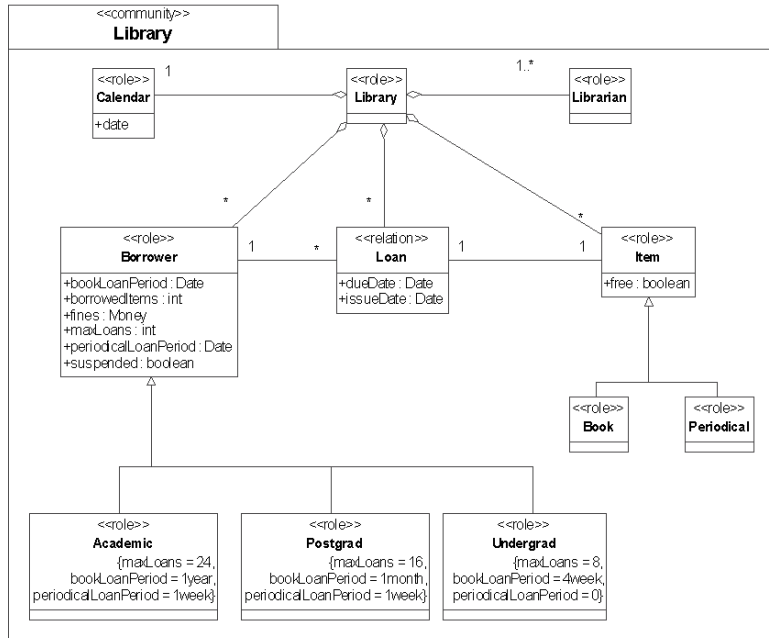 <<community>>
Library
<<role>>
Calendar
+date
1
<<role>>
Library
1..*
<<role>>
Librarian
*
*
*
<<role>>
Borrower
+bookLoanPeriod : Date
+borrowedItems : int
+fines : Money
+maxLoans : int
+periodicalLoanPeriod : Date
+suspended : boolean
1
*
<<relation>>
Loan
+dueDate : Date
+issueDate : Date
1
1
<<role>>
Item
+free : boolean
<<role>>
Book
<<role>>
Periodical
<<role>>
Academic
{maxLoans = 24,
bookLoanPeriod = 1year,
periodicalLoanPeriod = 1week}
<<role>>
Postgrad
{maxLoans = 16,
bookLoanPeriod = 1month,
periodicalLoanPeriod = 1week}
<<role>>
Undergrad
{maxLoans = 8,
bookLoanPeriod = 4week,
periodicalLoanPeriod = 0}